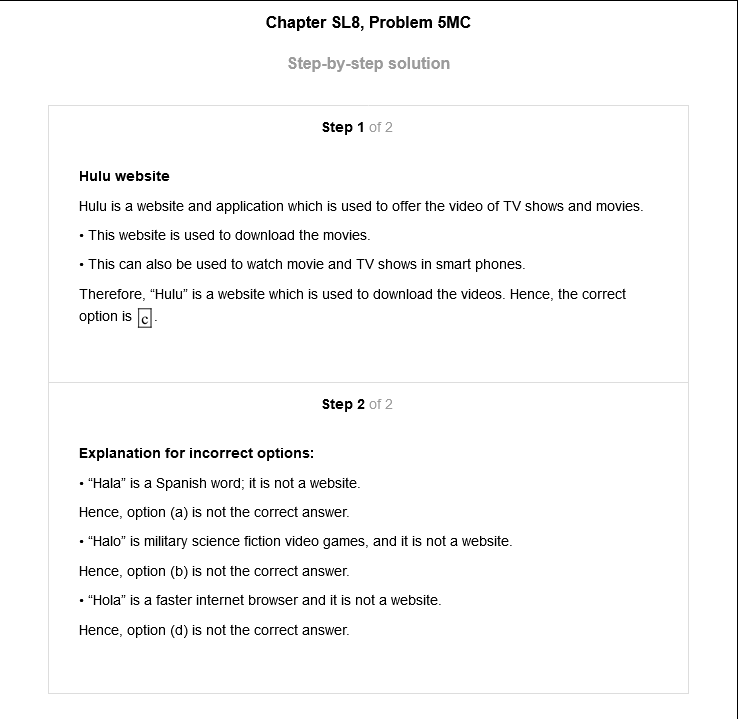 Chapter SL8, Problem 5MC
Step-by-step solution
Step 1 of 2
Hulu website
Hulu is a website and application which is used to offer the video of TV shows and movies.
• This website is used to download the movies.
• This can also be used to watch movie and TV shows in smart phones.
Therefore, “Hulu” is a website which is used to download the videos. Hence, the correct
option is c.
Step 2 of 2
Explanation for incorrect options:
• “Hala” is a Spanish word; it is not a website.
Hence, option (a) is not the correct answer.
• “Halo” is military science fiction video games, and it is not a website.
Hence, option (b) is not the correct answer.
• “Hola” is a faster internet browser and it is not a website.
Hence, option (d) is not the correct answer.